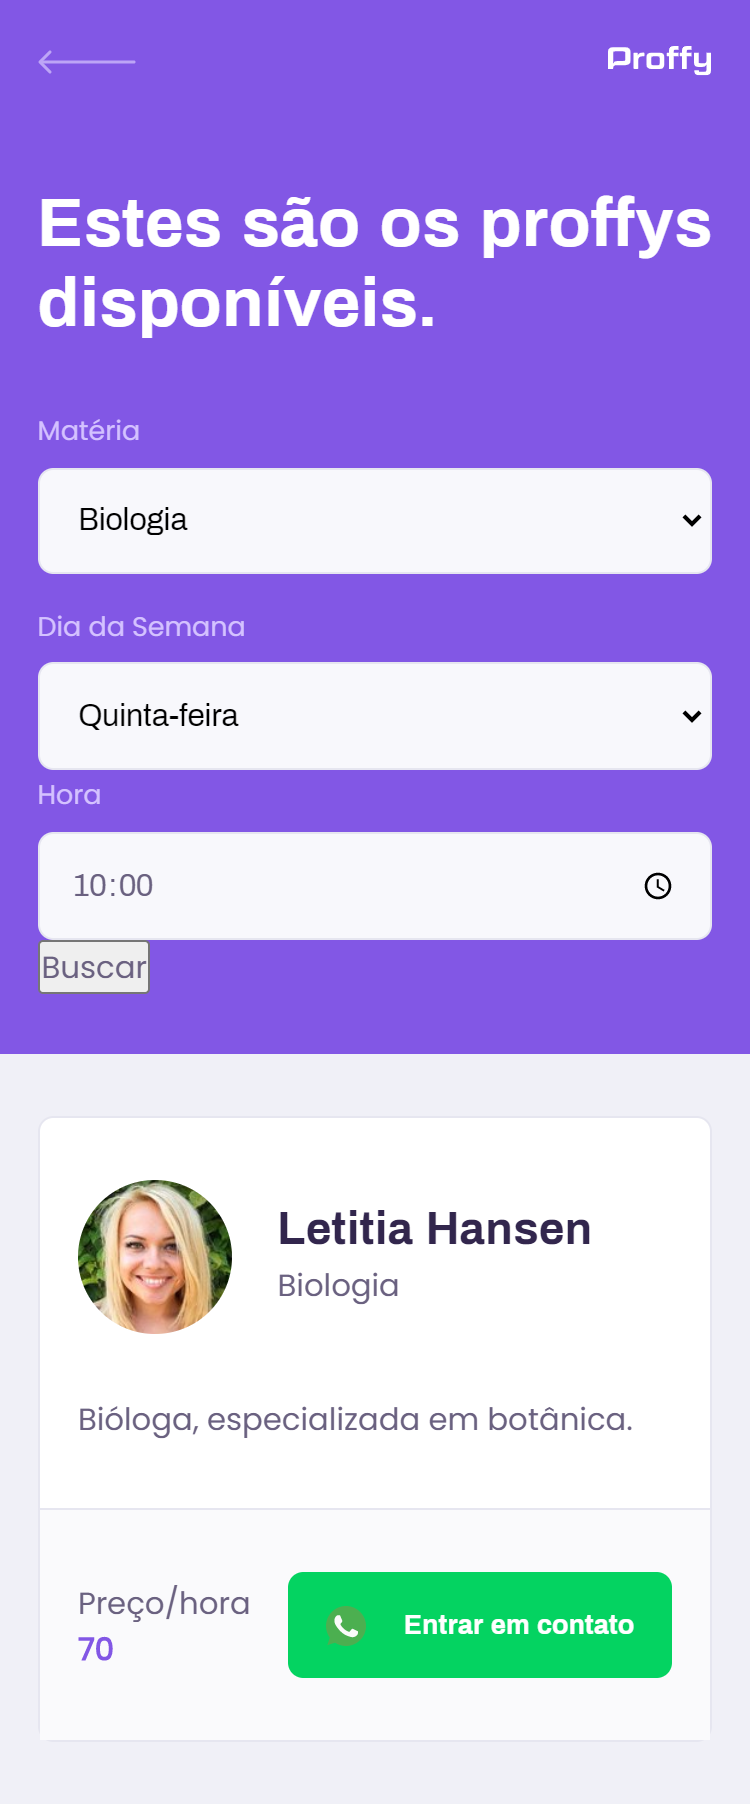 Proffy
Estes são os proffys
disponíveis.
Matéria
Biologia
Dia da Semana
Quinta-feira
Hora
10:00
Buscar
Letitia Hansen
Biologia
Bióloga, especializada em botânica.
Preço/hora
70
Entrar em contato